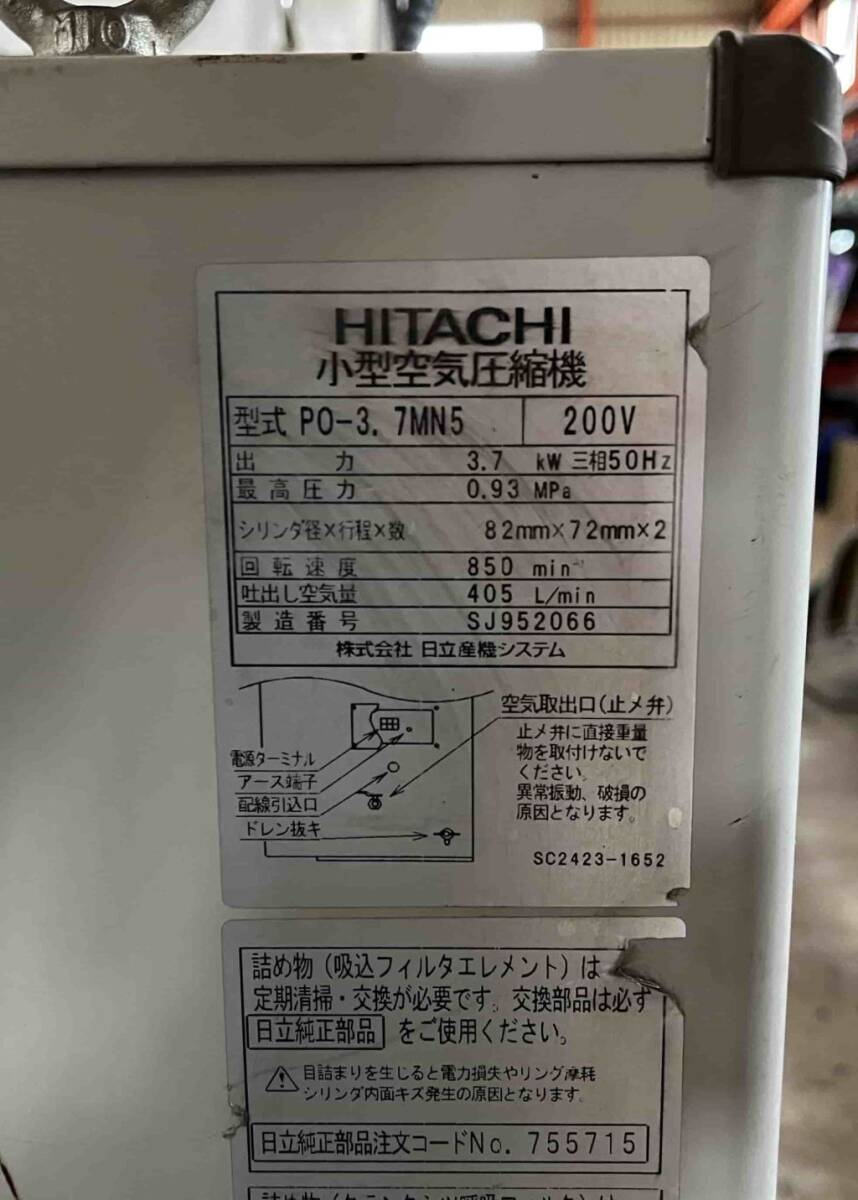 M10
HITACHI
小型空気圧縮機
型式 PO-3.7MN5 200V
出力 3.7 kW 三相50Hz
最高圧力 0.93 MPa
シリンダ径×行程×数 82mm×72mm×2
回転速度 850 min⁻¹
吐出し空気量 405 L/min
製造番号 SJ952066
株式会社 日立産機システム
空気取出口(止メ弁)
止メ弁に直接重量
物を取付けないで
ください。
異常振動、破損の
原因となります。
電源ターミナル
アース端子
配線引込口
ドレン抜キ
SC2423-1652
詰め物(吸込フィルタエレメント)は
定期清掃・交換が必要です。交換部品は必ず
日立純正部品 をご使用ください。
目詰まりを生じると電力損失やリング摩耗
シリンダ内面キズ発生の原因となります。
日立純正部品注文コードNo. 755715